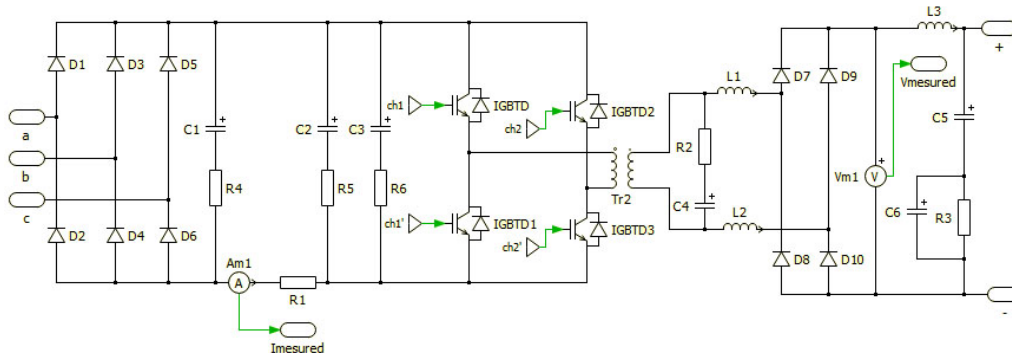 L3
+
D1
D3
D5
D7
D9
L1
Vmesured
IGBTD
ch1
IGBTD2
ch2
a
b
c
C1
C2
C3
C5
R4
R5
R6
R2
Tr2
Vm1
V
C4
L2
C6
R3
ch1'
IGBTD1
ch2'
IGBTD3
D2
D4
D6
D8
D10
Am1
A
R1
-
Imesured